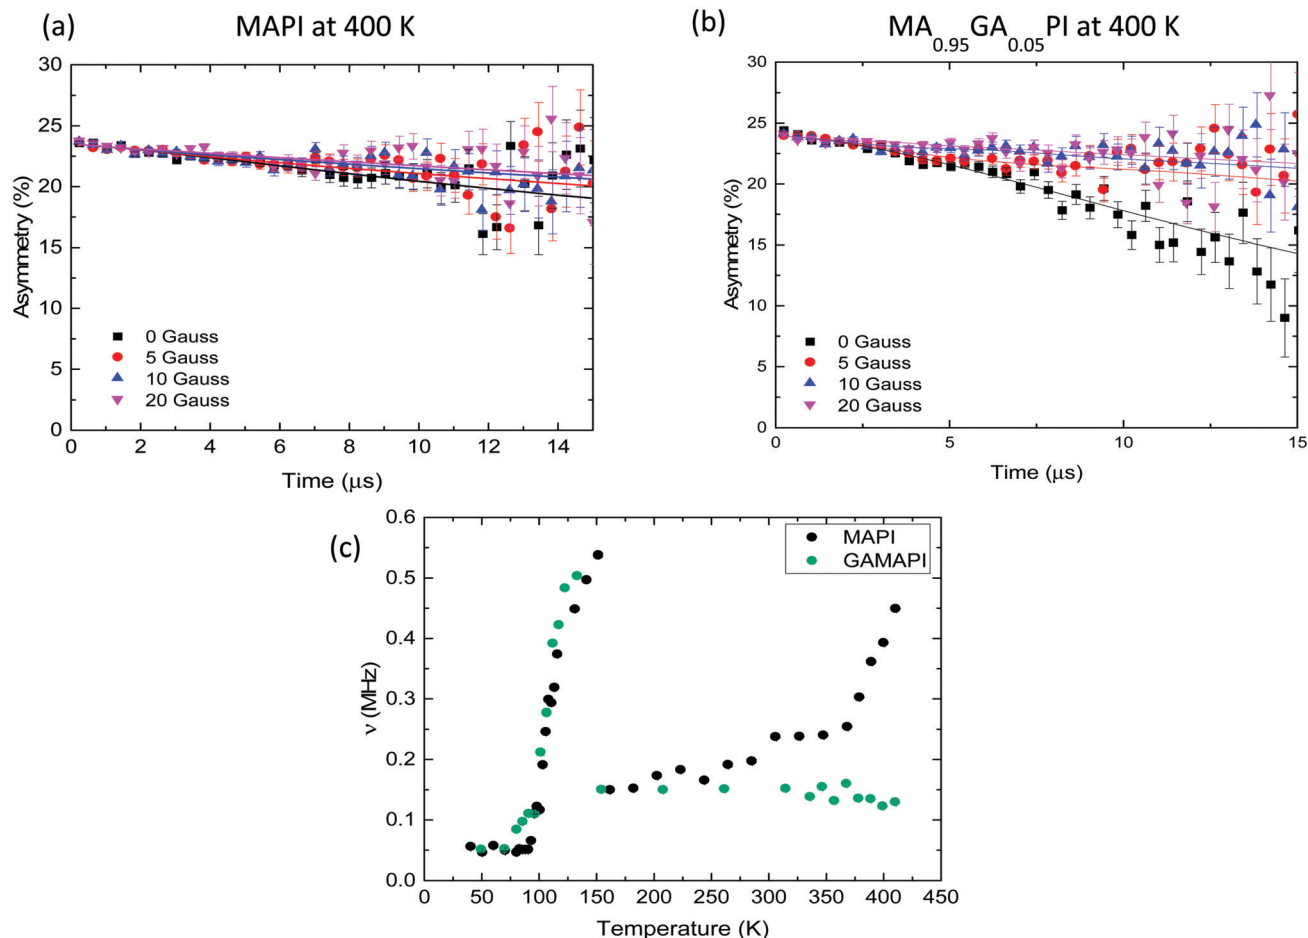 (a) MAPI at 400 K
30
25
20
15
10
5
0
Asymmetry (%)
0 Gauss
5 Gauss
10 Gauss
20 Gauss
0 2 4 6 8 10 12 14
Time (μs)
(b) MA0.95GA0.05PI at 400 K
30
25
20
15
10
5
0
Asymmetry (%)
0 Gauss
5 Gauss
10 Gauss
20 Gauss
5 10 15
Time (μs)
(c)
0.6
0.5
0.4
0.3
0.2
0.1
0.0
ν (MHz)
MAPI
GAMAPI
0 50 100 150 200 250 300 350 400 450
Temperature (K)